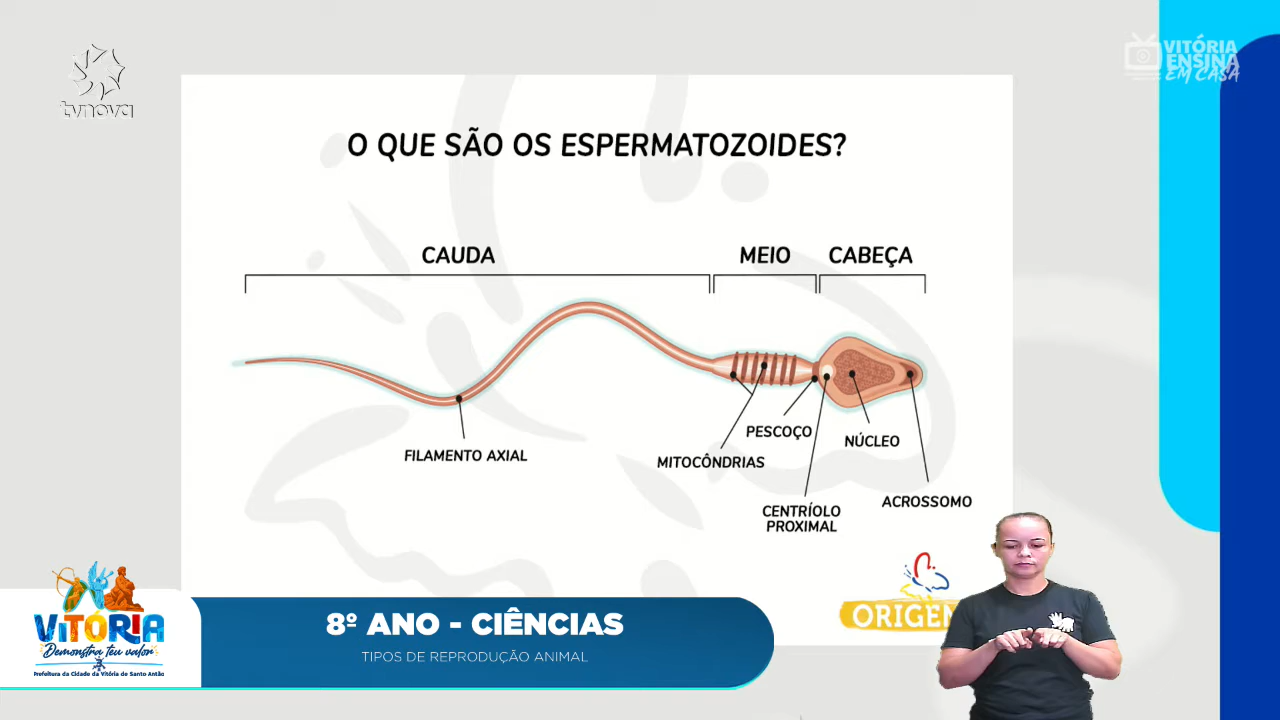 tvnova
VITÓRIA
ENSINA
EM CASA
O QUE SÃO OS ESPERMATOZOIDES?
CAUDA
MEIO
CABEÇA
FILAMENTO AXIAL
MITOCÔNDRIAS
PESCOÇO
NÚCLEO
CENTRÍOLO
PROXIMAL
ACROSSOMO
ORIGEM
VITÓRIA
Demonstra teu valor
Prefeitura da Cidade da Vitória de Santo Antão
8º ANO - CIÊNCIAS
TIPOS DE REPRODUÇÃO ANIMAL